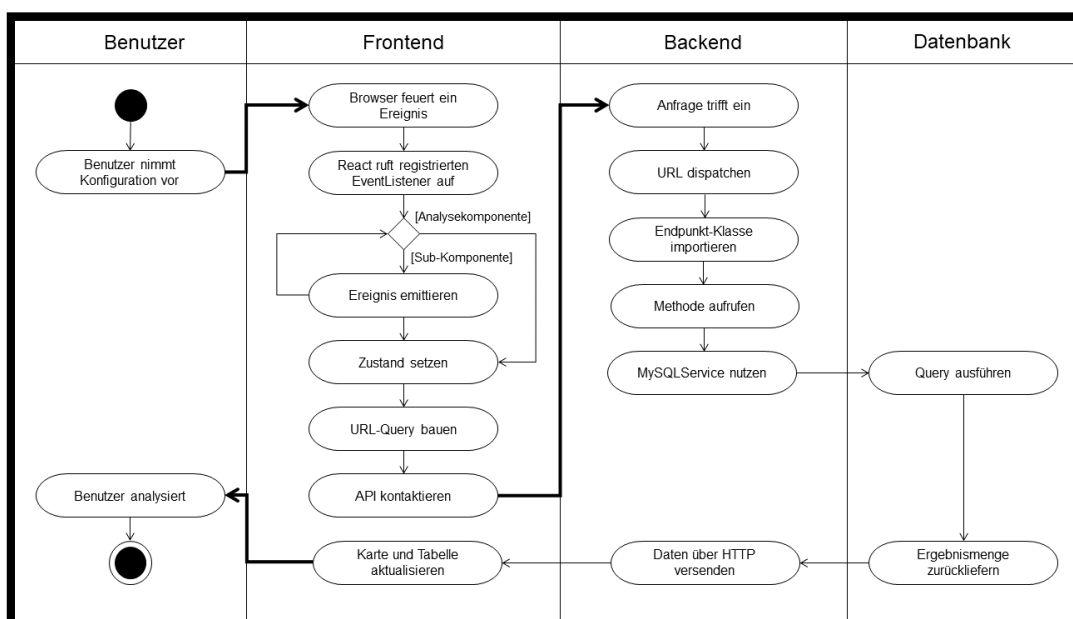 Benutzer
Frontend
Backend
Datenbank
Benutzer nimmt
Konfiguration vor
Browser feuert ein
Ereignis
React ruft registrierten
EventListener auf
[Analysekomponente]
[Sub-Komponente]
Ereignis emittieren
Zustand setzen
URL-Query bauen
API kontaktieren
Anfrage trifft ein
URL dispatchen
Endpunkt-Klasse
importieren
Methode aufrufen
MySQLService nutzen
Query ausführen
Ergebnismenge
zurückliefern
Daten über HTTP
versenden
Karte und Tabelle
aktualisieren
Benutzer analysiert